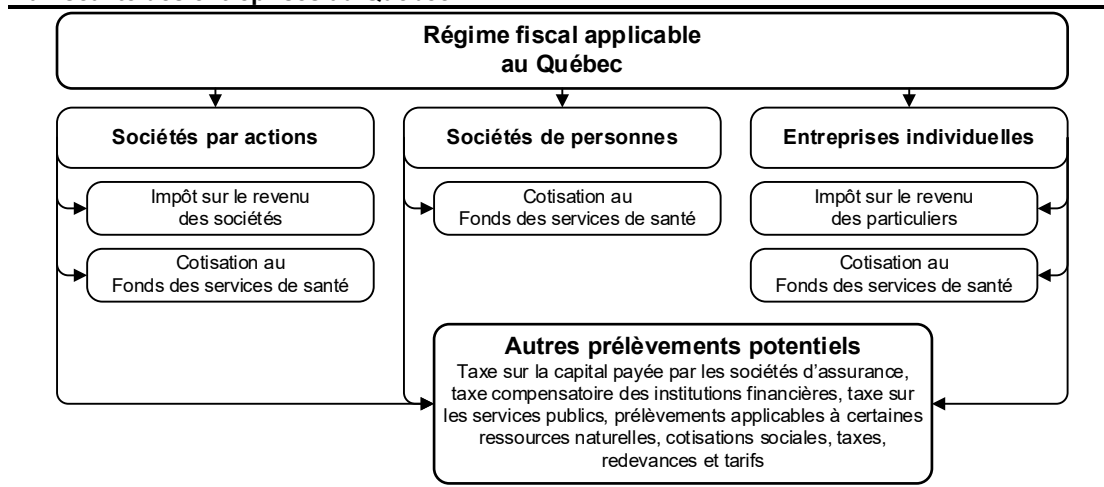 Régime fiscal applicable
au Québec
Sociétés par actions
Sociétés de personnes
Entreprises individuelles
Impôt sur le revenu
des sociétés
Cotisation au
Fonds des services de santé
Impôt sur le revenu
des particuliers
Cotisation au
Fonds des services de santé
Cotisation au
Fonds des services de santé
Autres prélèvements potentiels
Taxe sur la capital payée par les sociétés d'assurance,
taxe compensatoire des institutions financières, taxe sur
les services publics, prélèvements applicables à certaines
ressources naturelles, cotisations sociales, taxes,
redevances et tarifs